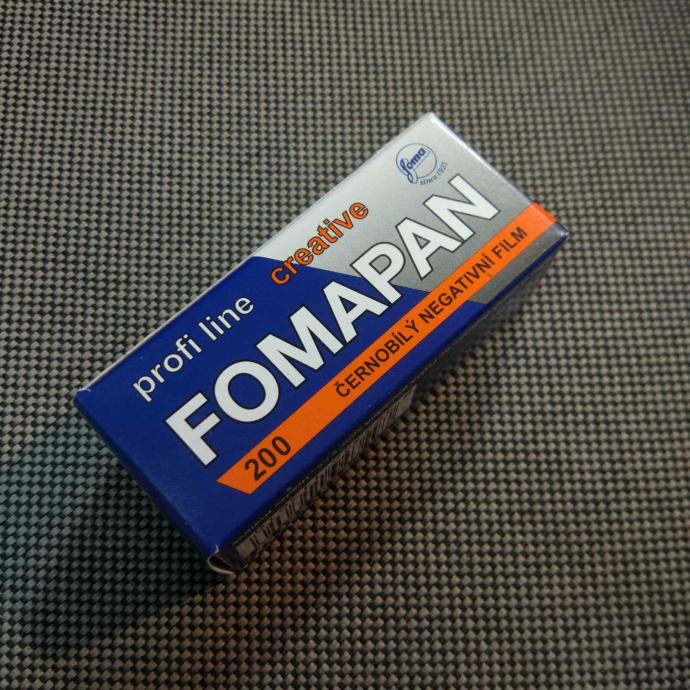 foma
since 1921
profi line creative
FOMAPAN
200 ČERNOBÍLÝ NEGATIVNÍ FILM